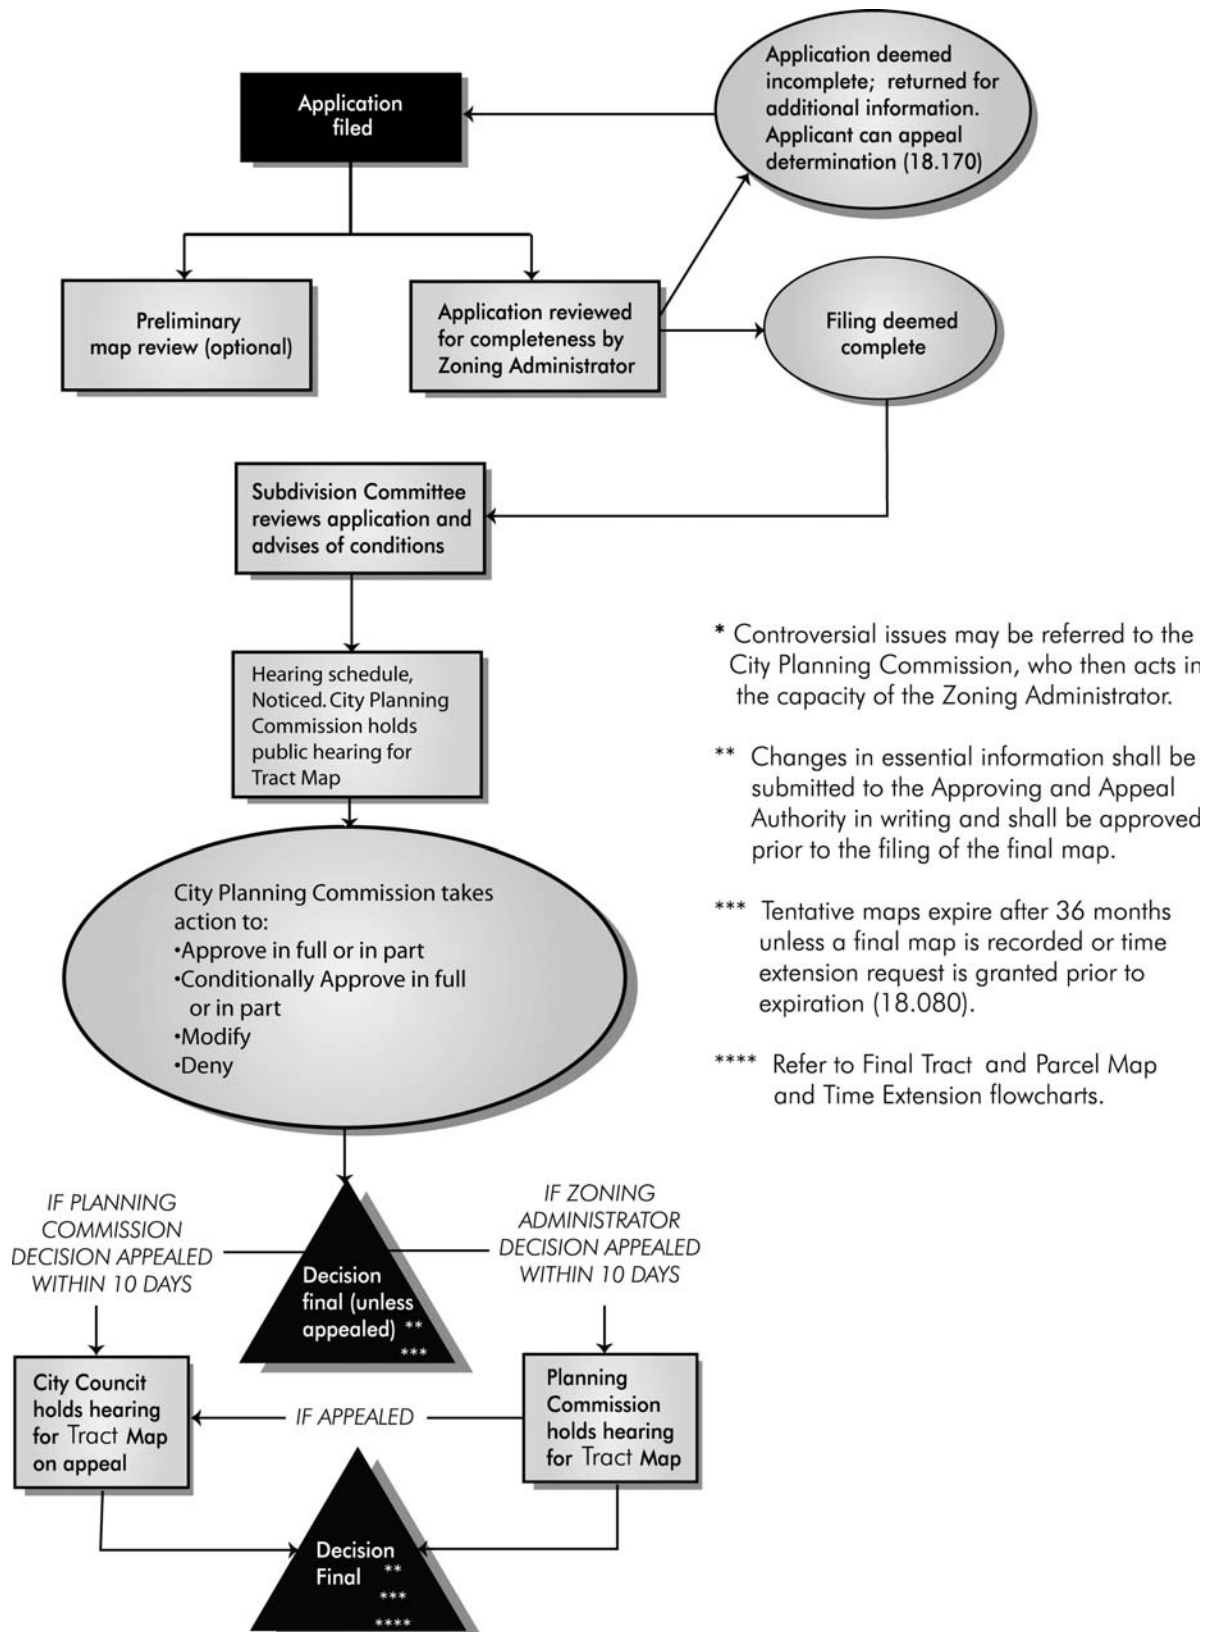 Application
filed
Application deemed
incomplete; returned for
additional information.
Applicant can appeal
determination (18.170)
Preliminary
map review (optional)
Application reviewed
for completeness by
Zoning Administrator
Filing deemed
complete
Subdivision Committee
reviews application and
advises of conditions
Hearing schedule,
Noticed. City Planning
Commission holds
public hearing for
Tract Map
City Planning Commission takes
action to:
•Approve in full or in part
•Conditionally Approve in full
or in part
•Modify
•Deny
* Controversial issues may be referred to the
City Planning Commission, who then acts in
the capacity of the Zoning Administrator.
** Changes in essential information shall be
submitted to the Approving and Appeal
Authority in writing and shall be approved
prior to the filing of the final map.
*** Tentative maps expire after 36 months
unless a final map is recorded or time
extension request is granted prior to
expiration (18.080).
**** Refer to Final Tract and Parcel Map
and Time Extension flowcharts.
IF PLANNING
COMMISSION
DECISION APPEALED
WITHIN 10 DAYS
Decision
final (unless
appealed) **
***
IF ZONING
ADMINISTRATOR
DECISION APPEALED
WITHIN 10 DAYS
City Councit
holds hearing
for Tract Map
on appeal
IF APPEALED
Planning
Commission
holds hearing
for Tract Map
Decision
Final **
***
****